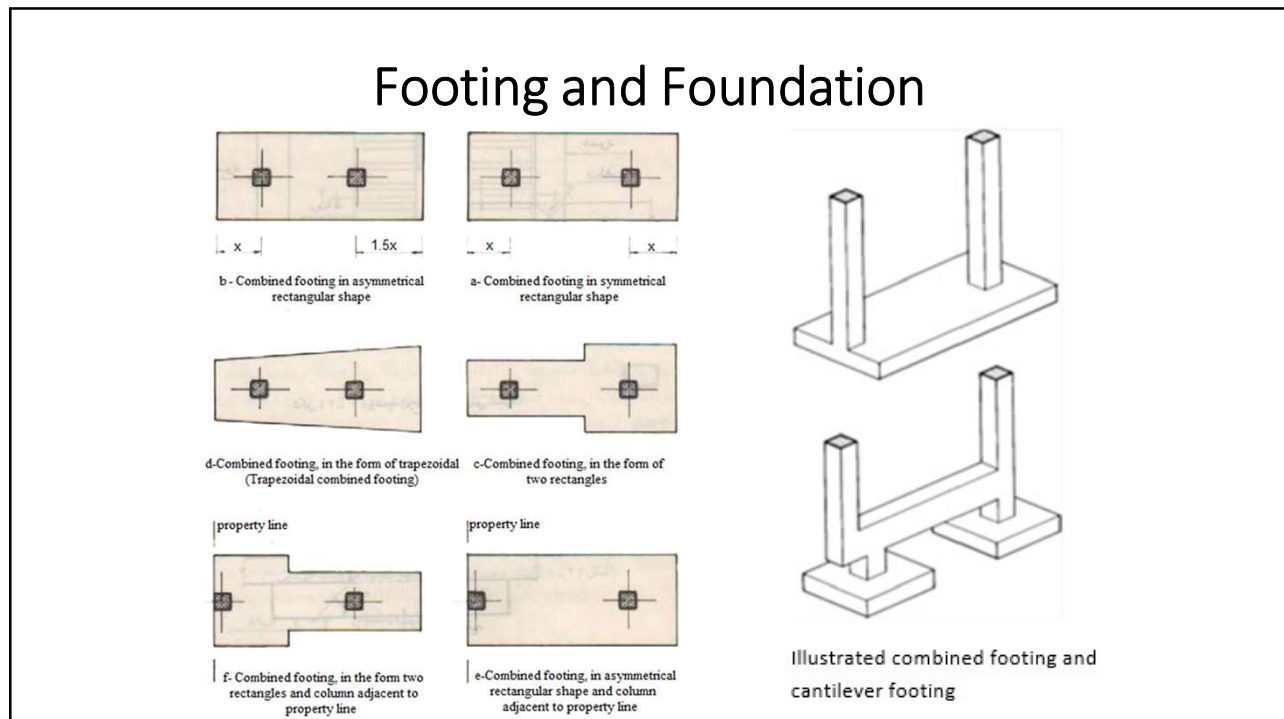 Footing and Foundation
x
1.5x
b - Combined footing in asymmetrical
rectangular shape
x
x
a- Combined footing in symmetrical
rectangular shape
d-Combined footing, in the form of trapezoidal
(Trapezoidal combined footing)
c-Combined footing, in the form of
two rectangles
property line
f- Combined footing, in the form two
rectangles and column adjacent to
property line
property line
e-Combined footing, in asymmetrical
rectangular shape and column
adjacent to property line
Illustrated combined footing and
cantilever footing